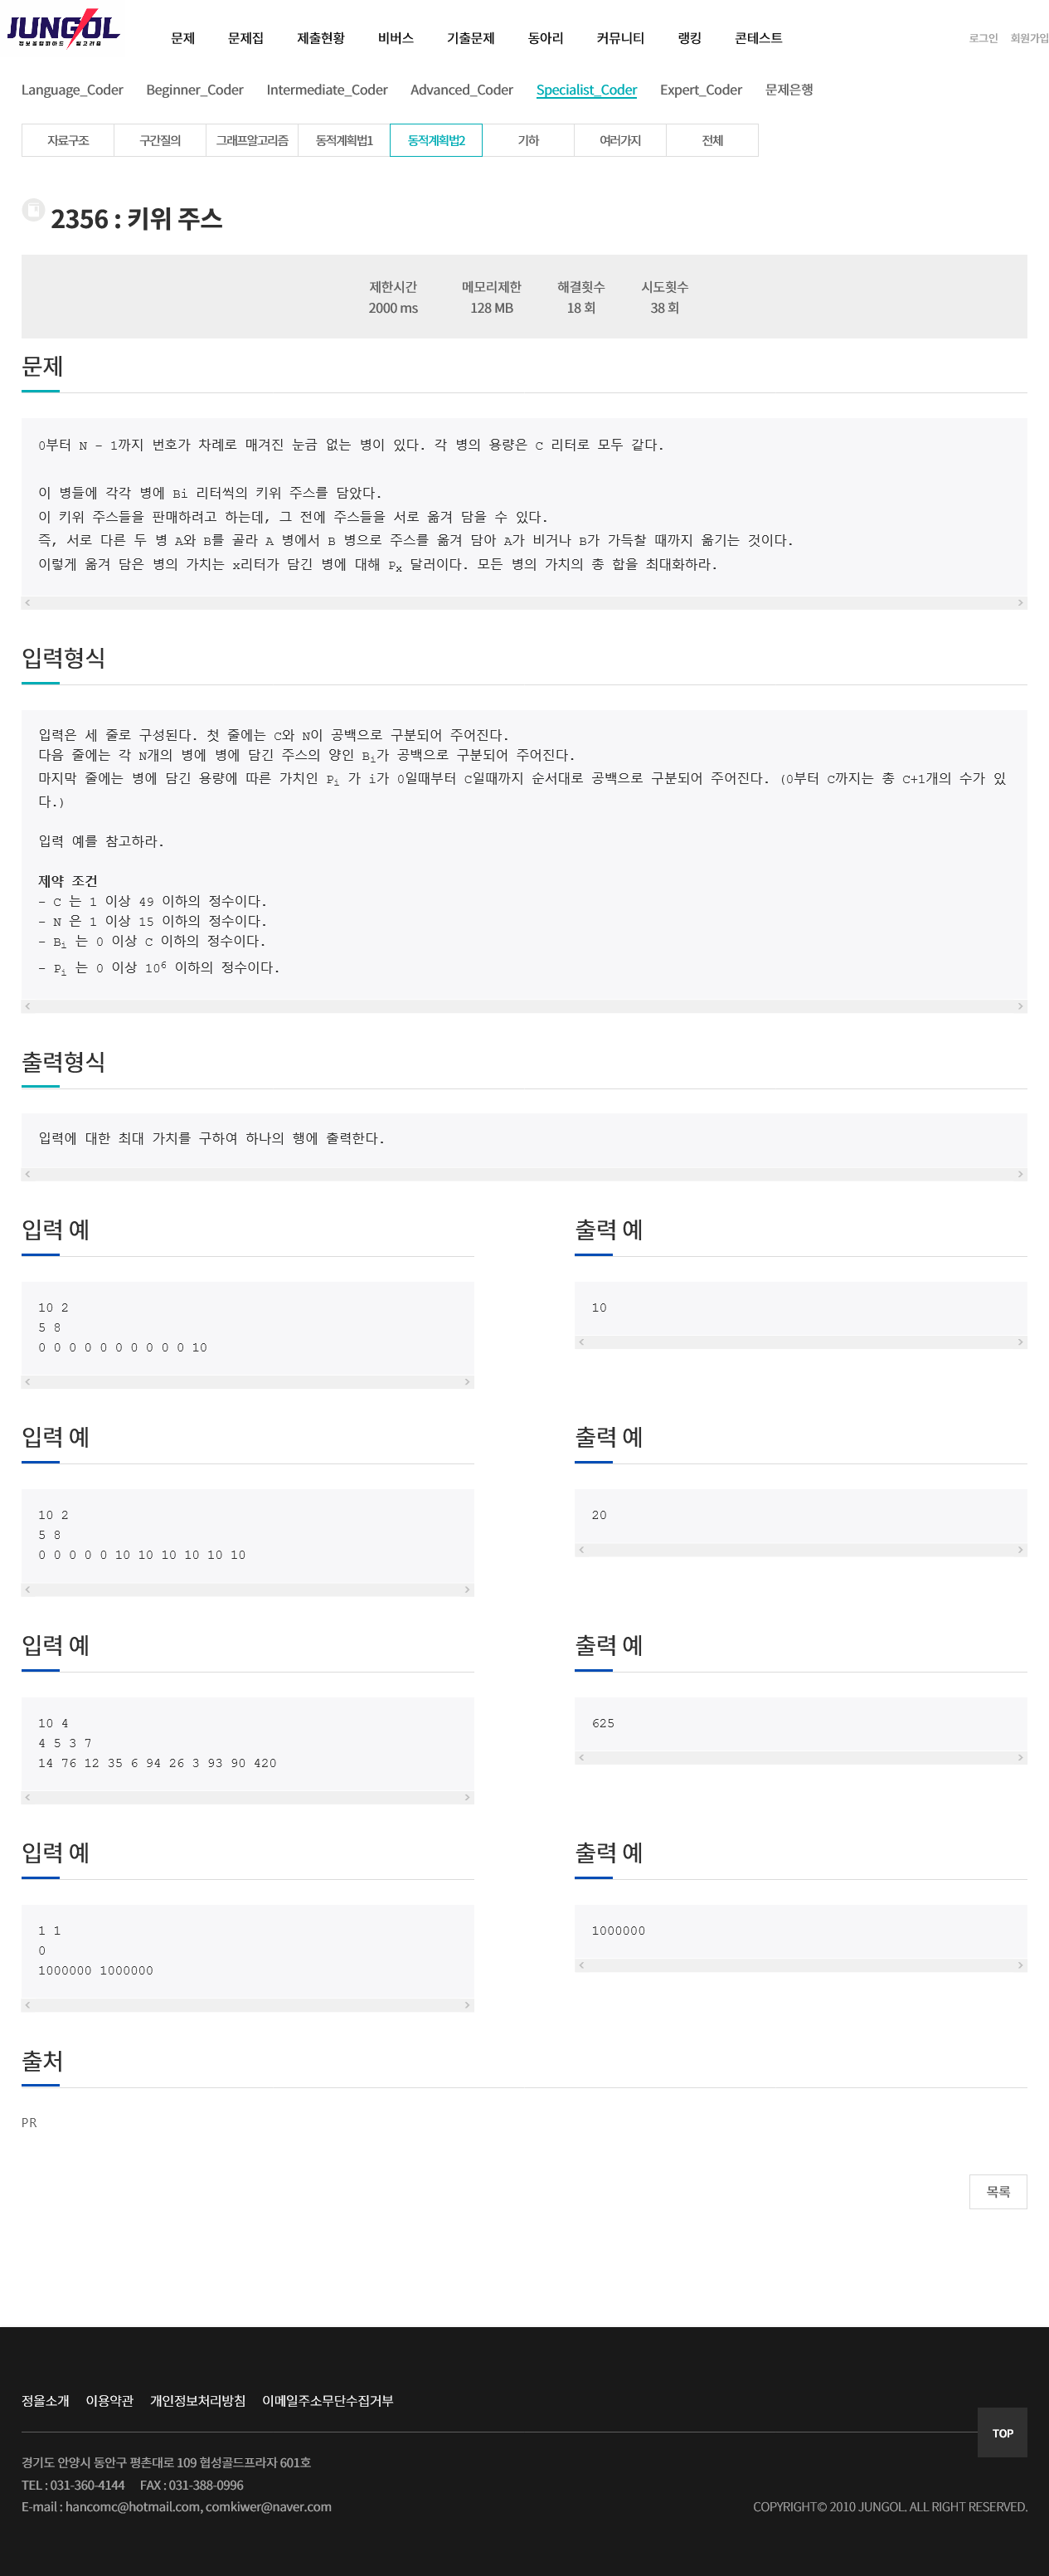 JUNGOL
정보올림피아드 알고리즘
문제 문제집 제출현황 비버스 기출문제 동아리 커뮤니티 랭킹 콘테스트 로그인 회원가입
Language_Coder Beginner_Coder Intermediate_Coder Advanced_Coder Specialist_Coder Expert_Coder 문제은행
자료구조 구간질의 그래프알고리즘 동적계획법1 동적계획법2 기하 여러가지 전체
2356 : 키위 주스
제한시간 메모리제한 해결횟수 시도횟수
2000 ms 128 MB 18 회 38 회
문제
0부터 N - 1까지 번호가 차례로 매겨진 눈금 없는 병이 있다. 각 병의 용량은 C 리터로 모두 같다.
이 병들에 각각 병에 Bi 리터씩의 키위 주스를 담았다.
이 키위 주스들을 판매하려고 하는데, 그 전에 주스들을 서로 옮겨 담을 수 있다.
즉, 서로 다른 두 병 A와 B를 골라 A 병에서 B 병으로 주스를 옮겨 담아 A가 비거나 B가 가득찰 때까지 옮기는 것이다.
이렇게 옮겨 담은 병의 가치는 x리터가 담긴 병에 대해 Px 달러이다. 모든 병의 가치의 총 합을 최대화하라.
입력형식
입력은 세 줄로 구성된다. 첫 줄에는 C와 N이 공백으로 구분되어 주어진다.
다음 줄에는 각 N개의 병에 병에 담긴 주스의 양인 Bi가 공백으로 구분되어 주어진다.
마지막 줄에는 병에 담긴 용량에 따른 가치인 Pi 가 i가 0일때부터 C일때까지 순서대로 공백으로 구분되어 주어진다. (0부터 C까지는 총 C+1개의 수가 있
다.)
입력 예를 참고하라.
제약 조건
- C 는 1 이상 49 이하의 정수이다.
- N 은 1 이상 15 이하의 정수이다.
- Bi 는 0 이상 C 이하의 정수이다.
- Pi 는 0 이상 10^6 이하의 정수이다.
출력형식
입력에 대한 최대 가치를 구하여 하나의 행에 출력한다.
입력 예
10 2
5 8
0 0 0 0 0 0 0 0 0 0 10
출력 예
10
입력 예
10 2
5 8
0 0 0 0 0 10 10 10 10 10 10
출력 예
20
입력 예
10 4
4 5 3 7
14 76 12 35 6 94 26 3 93 90 420
출력 예
625
입력 예
1 1
0
1000000 1000000
출력 예
1000000
출처
PR
목록
정올소개 이용약관 개인정보처리방침 이메일주소무단수집거부
TOP
경기도 안양시 동안구 평촌대로 109 협성골드프라자 601호
TEL : 031-360-4144 FAX : 031-388-0996
E-mail : hancomc@hotmail.com, comkiwer@naver.com
COPYRIGHT© 2010 JUNGOL. ALL RIGHT RESERVED.